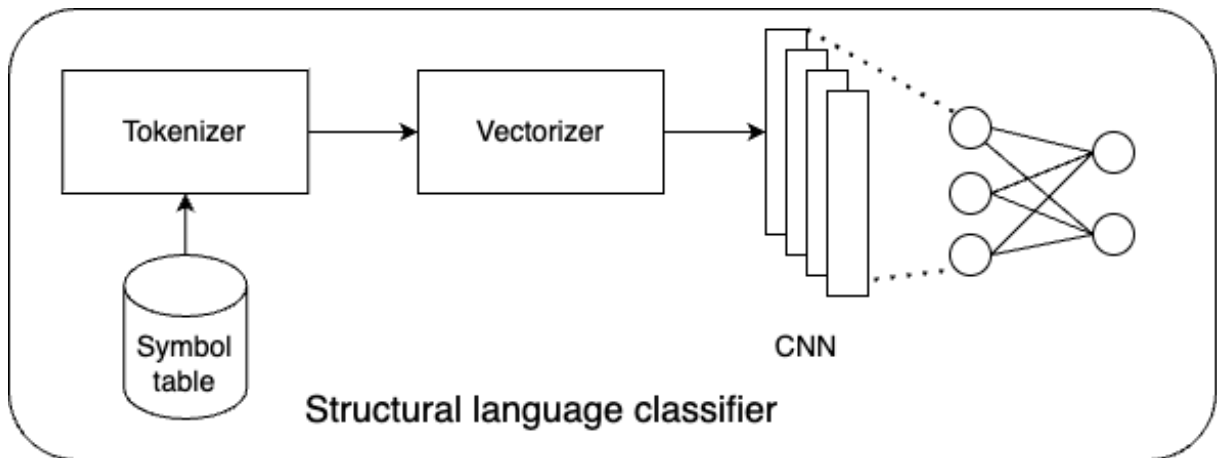 Tokenizer
Vectorizer
Symbol
table
CNN
Structural language classifier